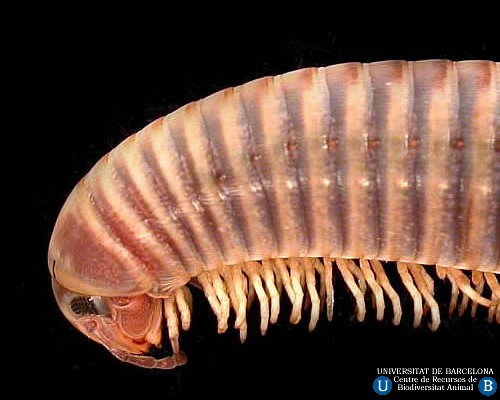 UNIVERSITAT DE BARCELONA
U Centre de Recursos de B
Biodiversitat Animal